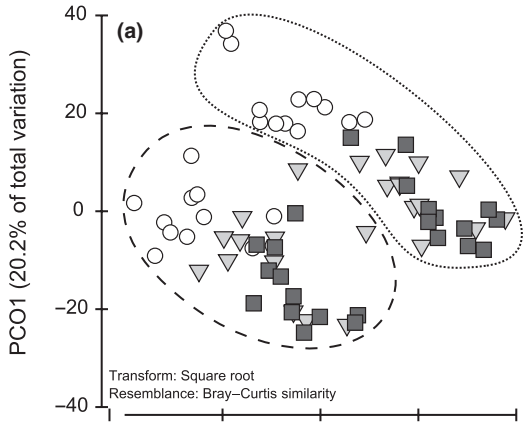 40
(a)
20
0
−20
−40
PCO1 (20.2% of total variation)
Transform: Square root
Resemblance: Bray–Curtis similarity